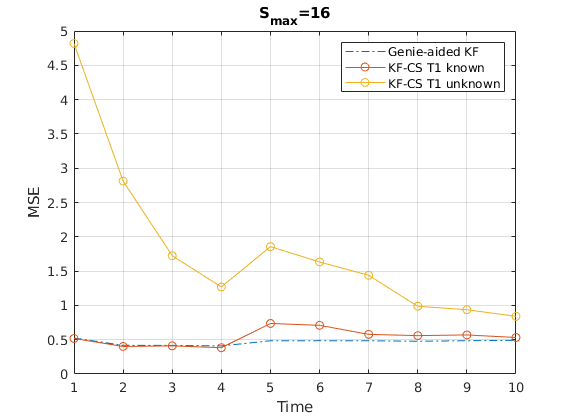 S_max=16
5
4.5
4
3.5
3
2.5
2
1.5
1
0.5
0
MSE
Genie-aided KF
KF-CS T1 known
KF-CS T1 unknown
1 2 3 4 5 6 7 8 9 10
Time